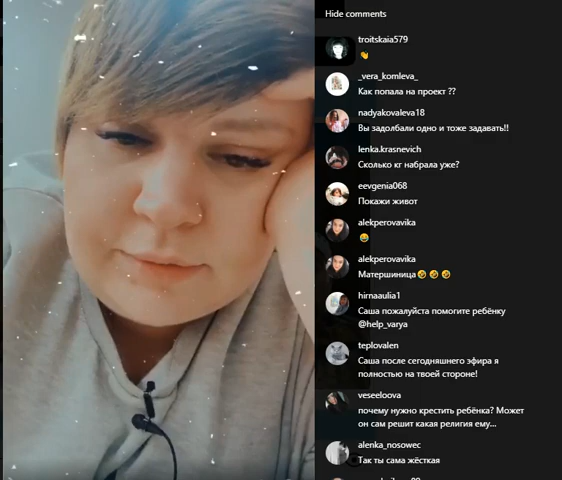 Hide comments
troitskaia579
_vera_komleva_
Как попала на проект ??
nadyakovaleva18
Вы задолбали одно и тоже задавать!!
lenka.krasnevich
Сколько кг набрала уже?
eevgenia068
Покажи живот
alekperovavika
alekperovavika
Матершиница🤣🤣🤣
hirnaaulia1
Саша пожалуйста помогите ребёнку
@help_varya
teplovalen
Саша после сегодняшнего эфира я
полностью на твоей стороне!
veseeloova
почему нужно крестить ребёнка? Может
он сам решит какая религия ему...
alenka_nosowec
Так ты сама жёсткая